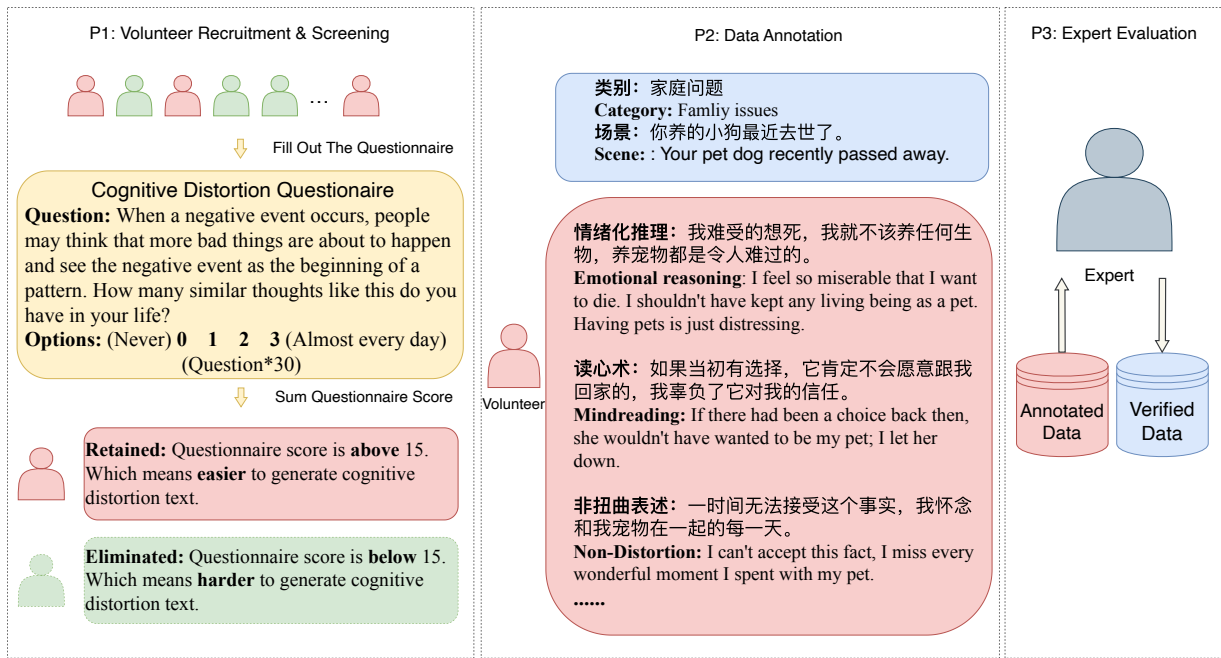 P1: Volunteer Recruitment & Screening
...
Fill Out The Questionnaire
Cognitive Distortion Questionaire
Question: When a negative event occurs, people
may think that more bad things are about to happen
and see the negative event as the beginning of a
pattern. How many similar thoughts like this do you
have in your life?
Options: (Never) 0 1 2 3 (Almost every day)
(Question*30)
Sum Questionnaire Score
Retained: Questionnaire score is above 15.
Which means easier to generate cognitive
distortion text.
Eliminated: Questionnaire score is below 15.
Which means harder to generate cognitive
distortion text.
P2: Data Annotation
类别：家庭问题
Category: Famliy issues
场景：你养的小狗最近去世了。
Scene: : Your pet dog recently passed away.
Volunteer
情绪化推理：我难受的想死，我就不该养任何生
物，养宠物都是令人难过的。
Emotional reasoning: I feel so miserable that I want
to die. I shouldn't have kept any living being as a pet.
Having pets is just distressing.
读心术：如果当初有选择，它肯定不会愿意跟我
回家的，我辜负了它对我的信任。
Mindreading: If there had been a choice back then,
she wouldn't have wanted to be my pet; I let her
down.
非扭曲表述：一时间无法接受这个事实，我怀念
和我宠物在一起的每一天。
Non-Distortion: I can't accept this fact, I miss every
wonderful moment I spent with my pet.
......
P3: Expert Evaluation
Expert
Annotated
Data
Verified
Data